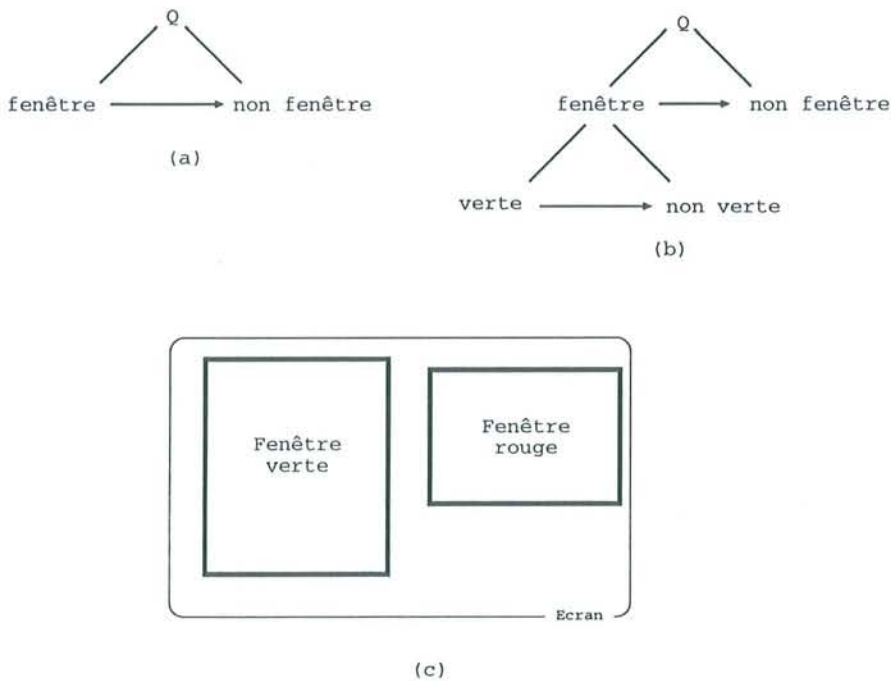 Q
fenêtre non fenêtre
(a)
Q
fenêtre non fenêtre
verte non verte
(b)
Fenêtre
verte
Fenêtre
rouge
Ecran
(c)